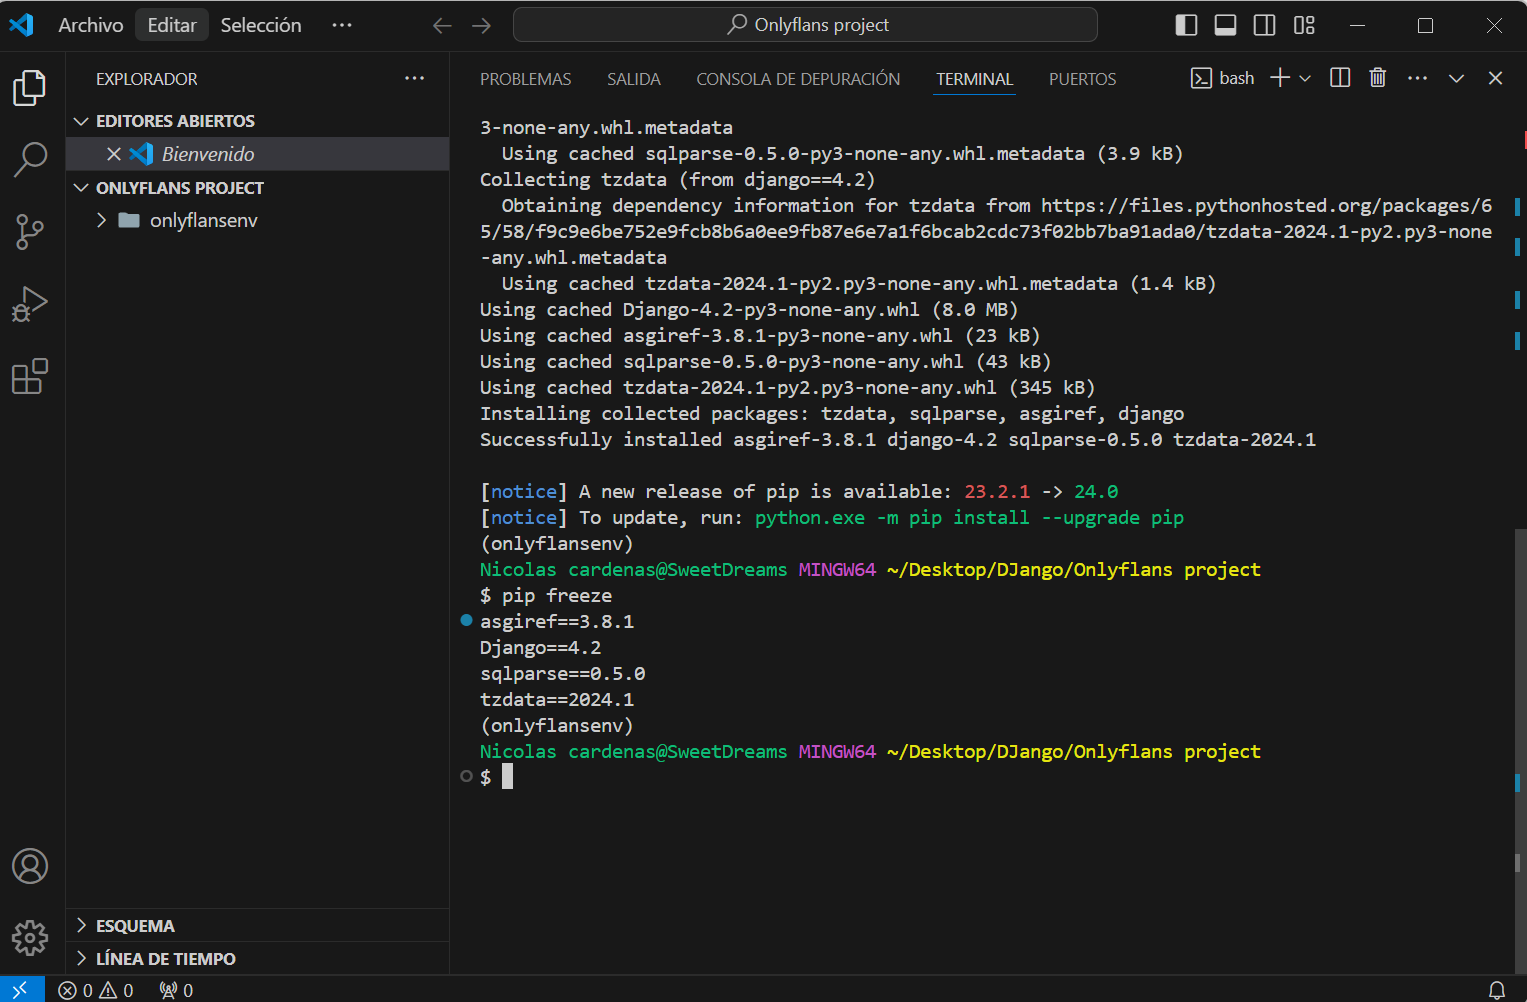 Archivo Editar Selección ···
Onlyflans project
EXPLORADOR ···
EDITORES ABIERTOS
Bienvenido
ONLYFLANS PROJECT
onlyflansenv
ESQUEMA
LÍNEA DE TIEMPO
PROBLEMAS SALIDA CONSOLA DE DEPURACIÓN TERMINAL PUERTOS bash ···
3-none-any.whl.metadata
Using cached sqlparse-0.5.0-py3-none-any.whl.metadata (3.9 kB)
Collecting tzdata (from django==4.2)
Obtaining dependency information for tzdata from https://files.pythonhosted.org/packages/6
5/58/f9c9e6be752e9fcb8b6a0ee9fb87e6e7a1f6bcab2cdc73f02bb7ba91ada0/tzdata-2024.1-py2.py3-none
-any.whl.metadata
Using cached tzdata-2024.1-py2.py3-none-any.whl.metadata (1.4 kB)
Using cached Django-4.2-py3-none-any.whl (8.0 MB)
Using cached asgiref-3.8.1-py3-none-any.whl (23 kB)
Using cached sqlparse-0.5.0-py3-none-any.whl (43 kB)
Using cached tzdata-2024.1-py2.py3-none-any.whl (345 kB)
Installing collected packages: tzdata, sqlparse, asgiref, django
Successfully installed asgiref-3.8.1 django-4.2 sqlparse-0.5.0 tzdata-2024.1
[notice] A new release of pip is available: 23.2.1 -> 24.0
[notice] To update, run: python.exe -m pip install --upgrade pip
(onlyflansenv)
Nicolas cardenas@SweetDreams MINGW64 ~/Desktop/DJango/Onlyflans project
$ pip freeze
asgiref==3.8.1
Django==4.2
sqlparse==0.5.0
tzdata==2024.1
(onlyflansenv)
Nicolas cardenas@SweetDreams MINGW64 ~/Desktop/DJango/Onlyflans project
$
0 0 0